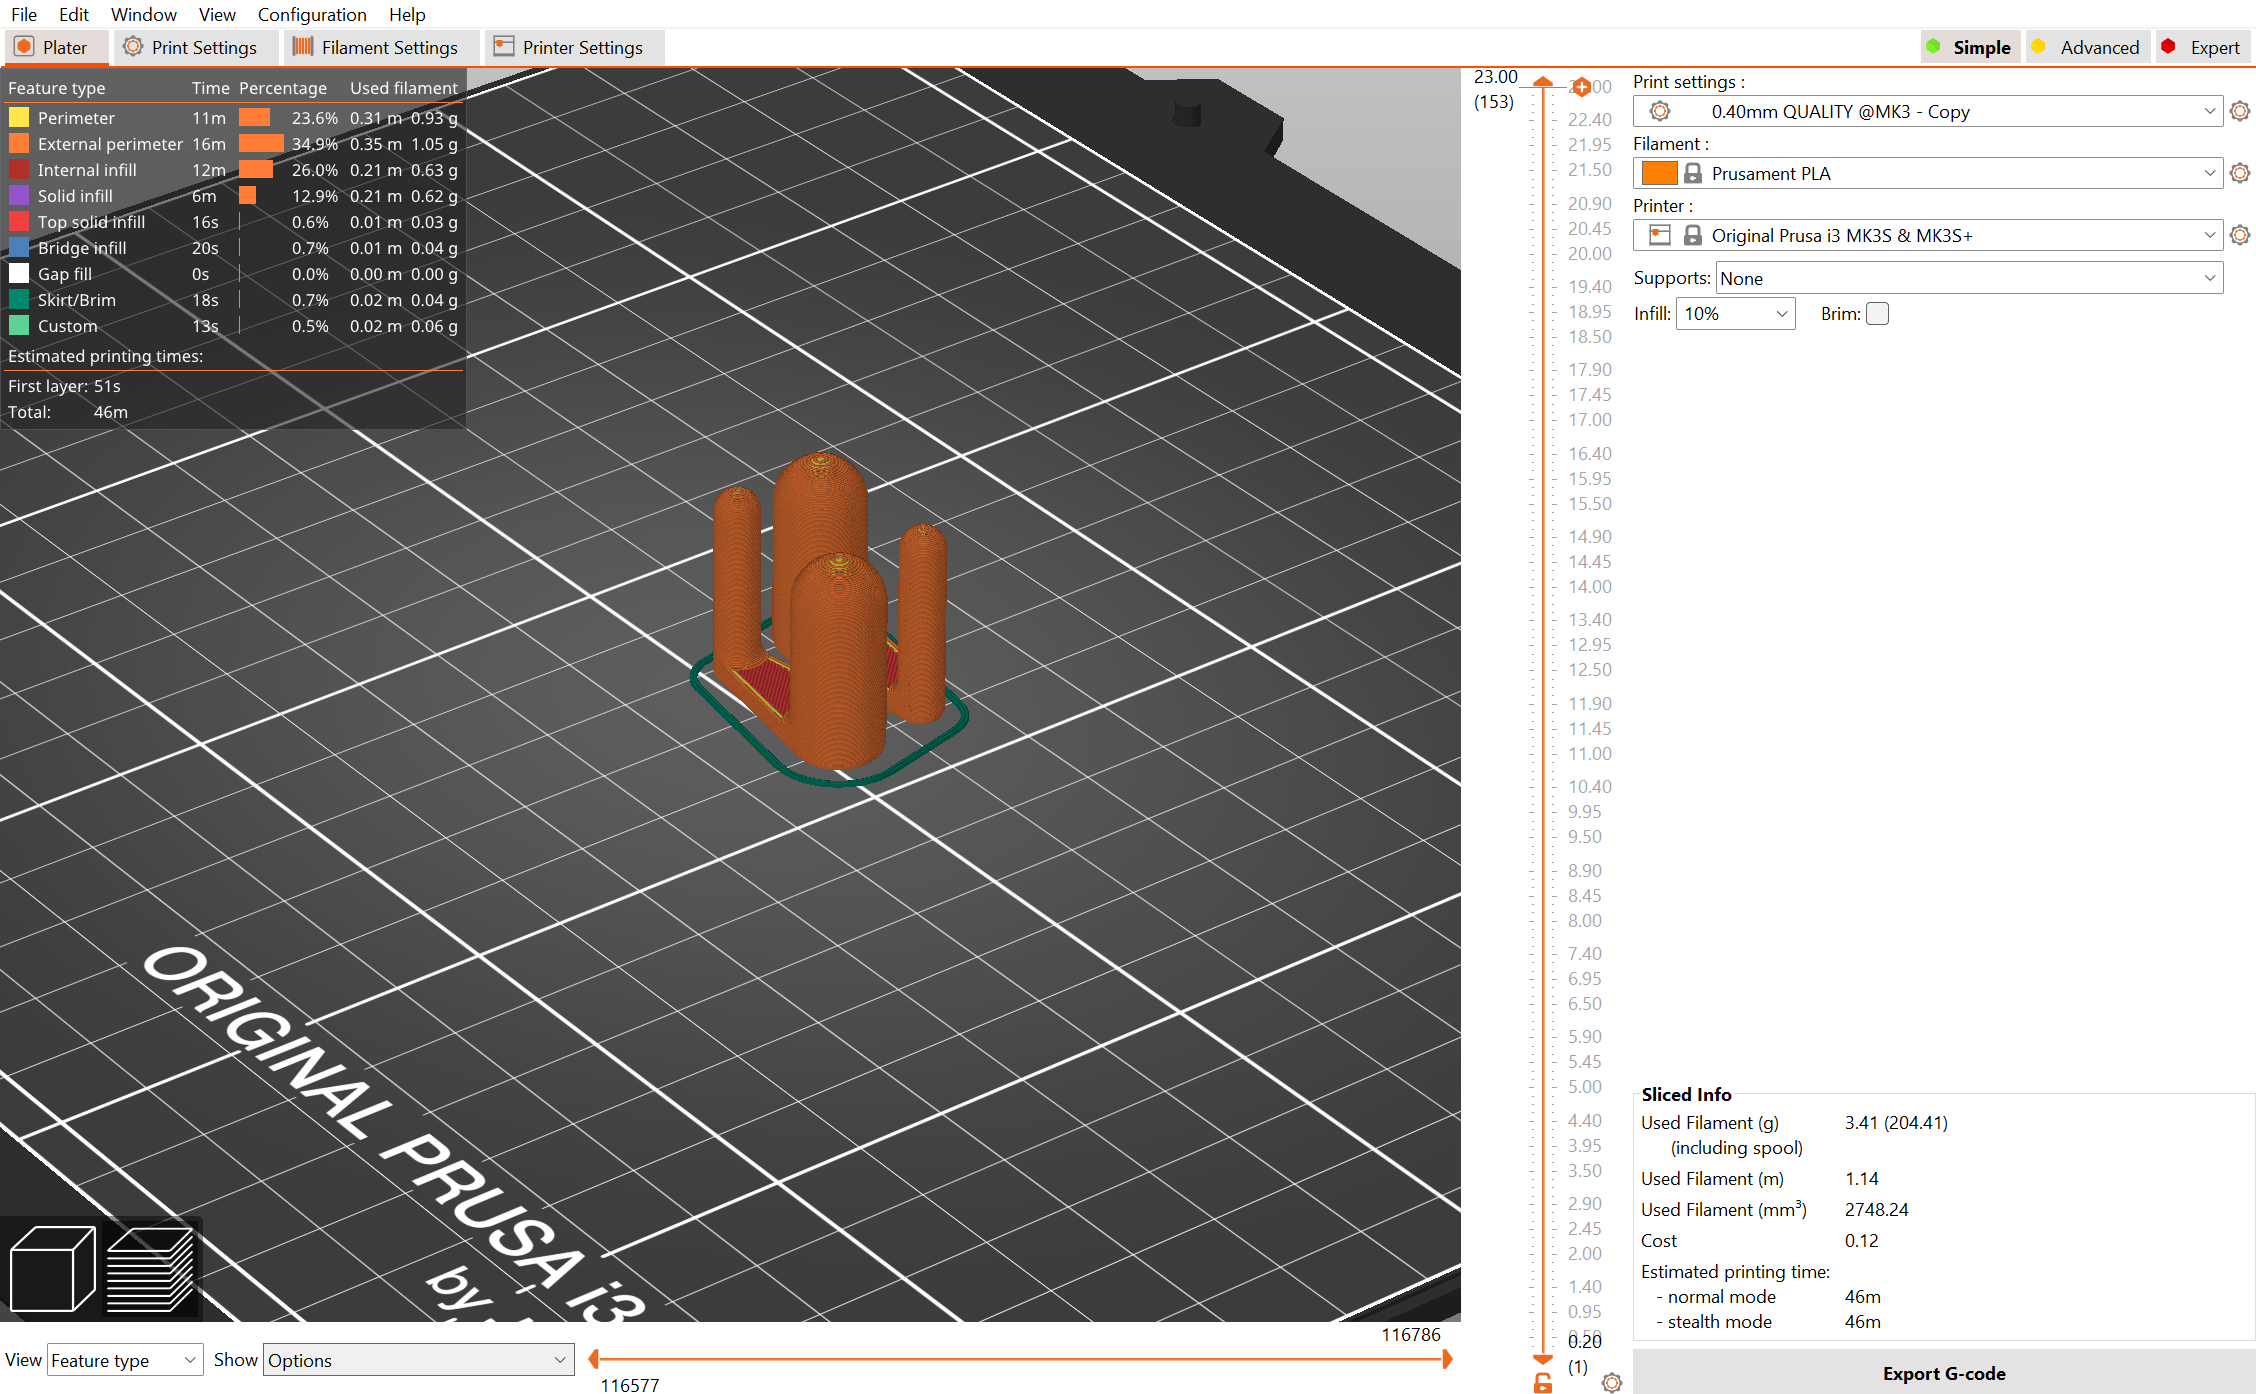 File Edit Window View Configuration Help
Plater Print Settings Filament Settings Printer Settings Simple Advanced Expert
Feature type Time Percentage Used filament
Perimeter 11m 23.6% 0.31 m 0.93 g
External perimeter 16m 34.9% 0.35 m 1.05 g
Internal infill 12m 26.0% 0.21 m 0.63 g
Solid infill 6m 12.9% 0.21 m 0.62 g
Top solid infill 16s 0.6% 0.01 m 0.03 g
Bridge infill 20s 0.7% 0.01 m 0.04 g
Gap fill 0s 0.0% 0.00 m 0.00 g
Skirt/Brim 18s 0.7% 0.02 m 0.04 g
Custom 13s 0.5% 0.02 m 0.06 g
Estimated printing times:
First layer: 51s
Total: 46m
ORIGINAL PRUSA i3
by
View Feature type Show Options
116786
116577
23.00
(153)
22.40
21.95
21.50
20.90
20.45
20.00
19.40
18.95
18.50
17.90
17.45
17.00
16.40
15.95
15.50
14.90
14.45
14.00
13.40
12.95
12.50
11.90
11.45
11.00
10.40
9.95
9.50
8.90
8.45
8.00
7.40
6.95
6.50
5.90
5.45
5.00
4.40
3.95
3.50
2.90
2.45
2.00
1.40
0.95
0.20
(1)
Print settings :
0.40mm QUALITY @MK3 - Copy
Filament :
Prusament PLA
Printer :
Original Prusa i3 MK3S & MK3S+
Supports: None
Infill: 10% Brim:
Sliced Info
Used Filament (g) 3.41 (204.41)
(including spool)
Used Filament (m) 1.14
Used Filament (mm³) 2748.24
Cost 0.12
Estimated printing time:
- normal mode 46m
- stealth mode 46m
Export G-code